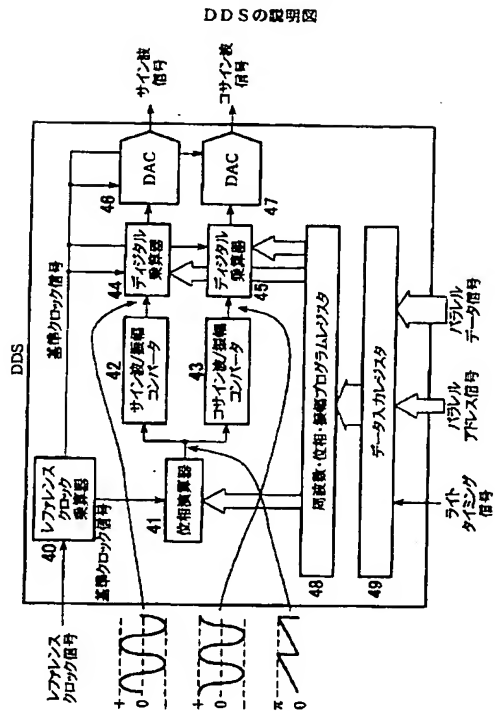 DDSの説明図
DDS
レファレンス
クロック信号
40
レファレンス
クロック
乗算器
基準クロック信号
基準クロック信号
41
位相演算器
42
サイン波/振幅
コンバータ
43
コサイン波/振幅
コンバータ
44
ディジタル
乗算器
45
ディジタル
乗算器
46
DAC
47
DAC
サイン波
信号
コサイン波
信号
48
周波数・位相・振幅プログラムレジスタ
49
データ入力レジスタ
ライト
タイミング
信号
パラレル
アドレス信号
パラレル
データ信号
+
0
-
+
0
-
π
0